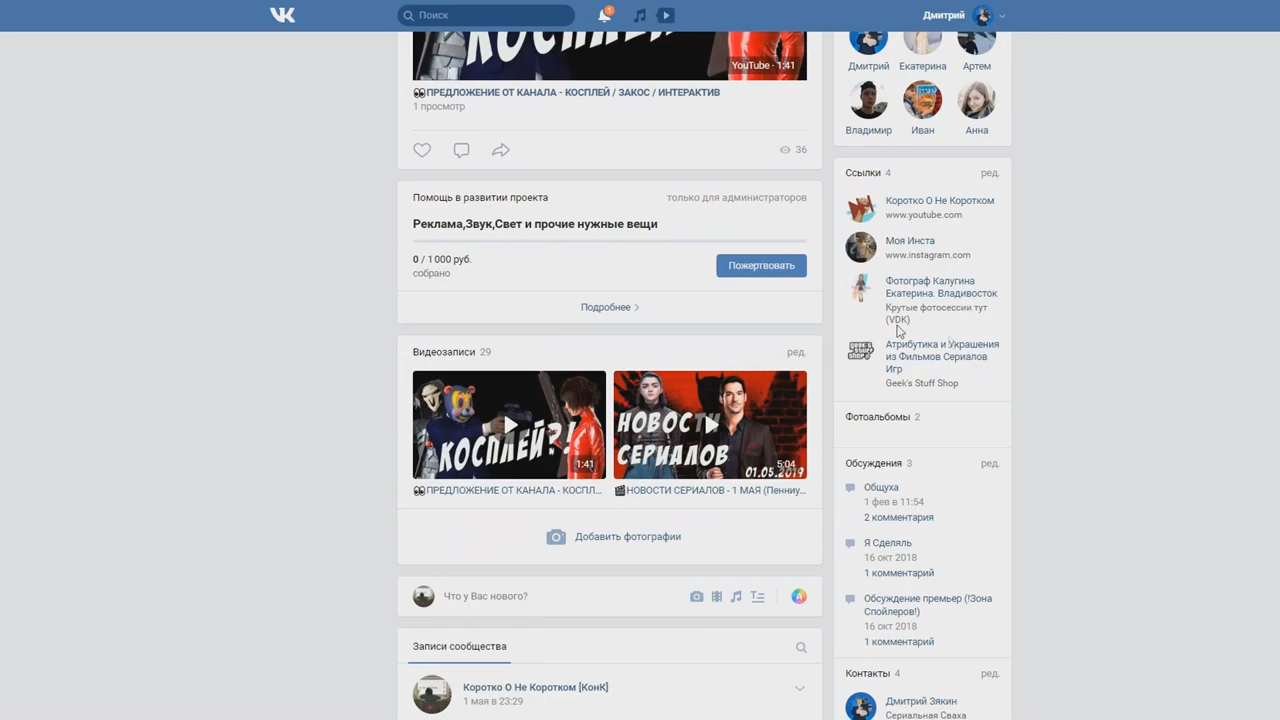 Поиск
1
Дмитрий
КОСПЛЕЙ
YouTube · 1:41
ПРЕДЛОЖЕНИЕ ОТ КАНАЛА - КОСПЛЕЙ / ЗАКОС / ИНТЕРАКТИВ
1 просмотр
36
Помощь в развитии проекта
только для администраторов
Реклама,Звук,Свет и прочие нужные вещи
0 / 1 000 руб.
собрано
Пожертвовать
Подробнее
Видеозаписи 29
ред.
КОСПЛЕЙ?!
1:41
НОВОСТИ
СЕРИАЛОВ
5:04
01.05.2019
ПРЕДЛОЖЕНИЕ ОТ КАНАЛА - КОСПЛ...
НОВОСТИ СЕРИАЛОВ - 1 МАЯ (Пенниу...
Добавить фотографии
Что у Вас нового?
Записи сообщества
Коротко О Не Коротком [КонК]
1 мая в 23:29
Дмитрий
Екатерина
Артем
Владимир
Иван
Анна
Ссылки 4
ред.
Коротко О Не Коротком
www.youtube.com
Моя Инста
www.instagram.com
Фотограф Калугина
Екатерина. Владивосток
Крутые фотосессии тут
(VDK)
GEEK'S
STUFF
SHOP
Атрибутика и Украшения
из Фильмов Сериалов
Игр
Geek's Stuff Shop
Фотоальбомы 2
Обсуждения 3
ред.
Общуха
1 фев в 11:54
2 комментария
Я Сделяль
16 окт 2018
1 комментарий
Обсуждение премьер (!Зона
Спойлеров!)
16 окт 2018
1 комментарий
Контакты 4
ред.
Дмитрий Зякин
Сериальная Сваха